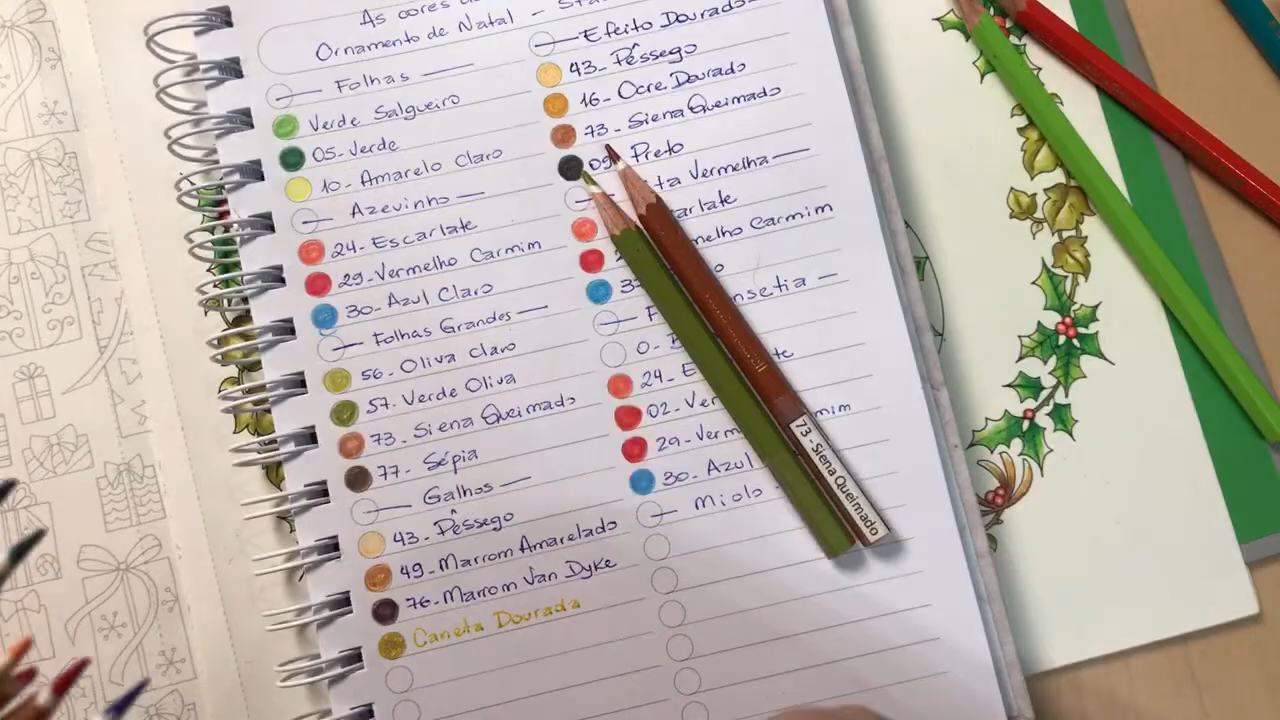 As cores
Ornamento de Natal -
Folhas
Verde Salgueiro
05- Verde
10- Amarelo Claro
Azevinho
24- Escarlate
29- Vermelho Carmim
30- Azul Claro
Folhas Grandes
56- Oliva Claro
57- Verde Oliva
73- Siena Queimado
77- Sépia
Galhos
43- Pêssego
49- Marrom Amarelado
76- Marrom Van Dyke
Caneta Dourada
Efeito Dourado
43- Pêssego
16- Ocre Dourado
73- Siena Queimado
Preto
Vermelha
24- 
02- 
29- 
30- Azul
Miolo
73 - Siena Queimado